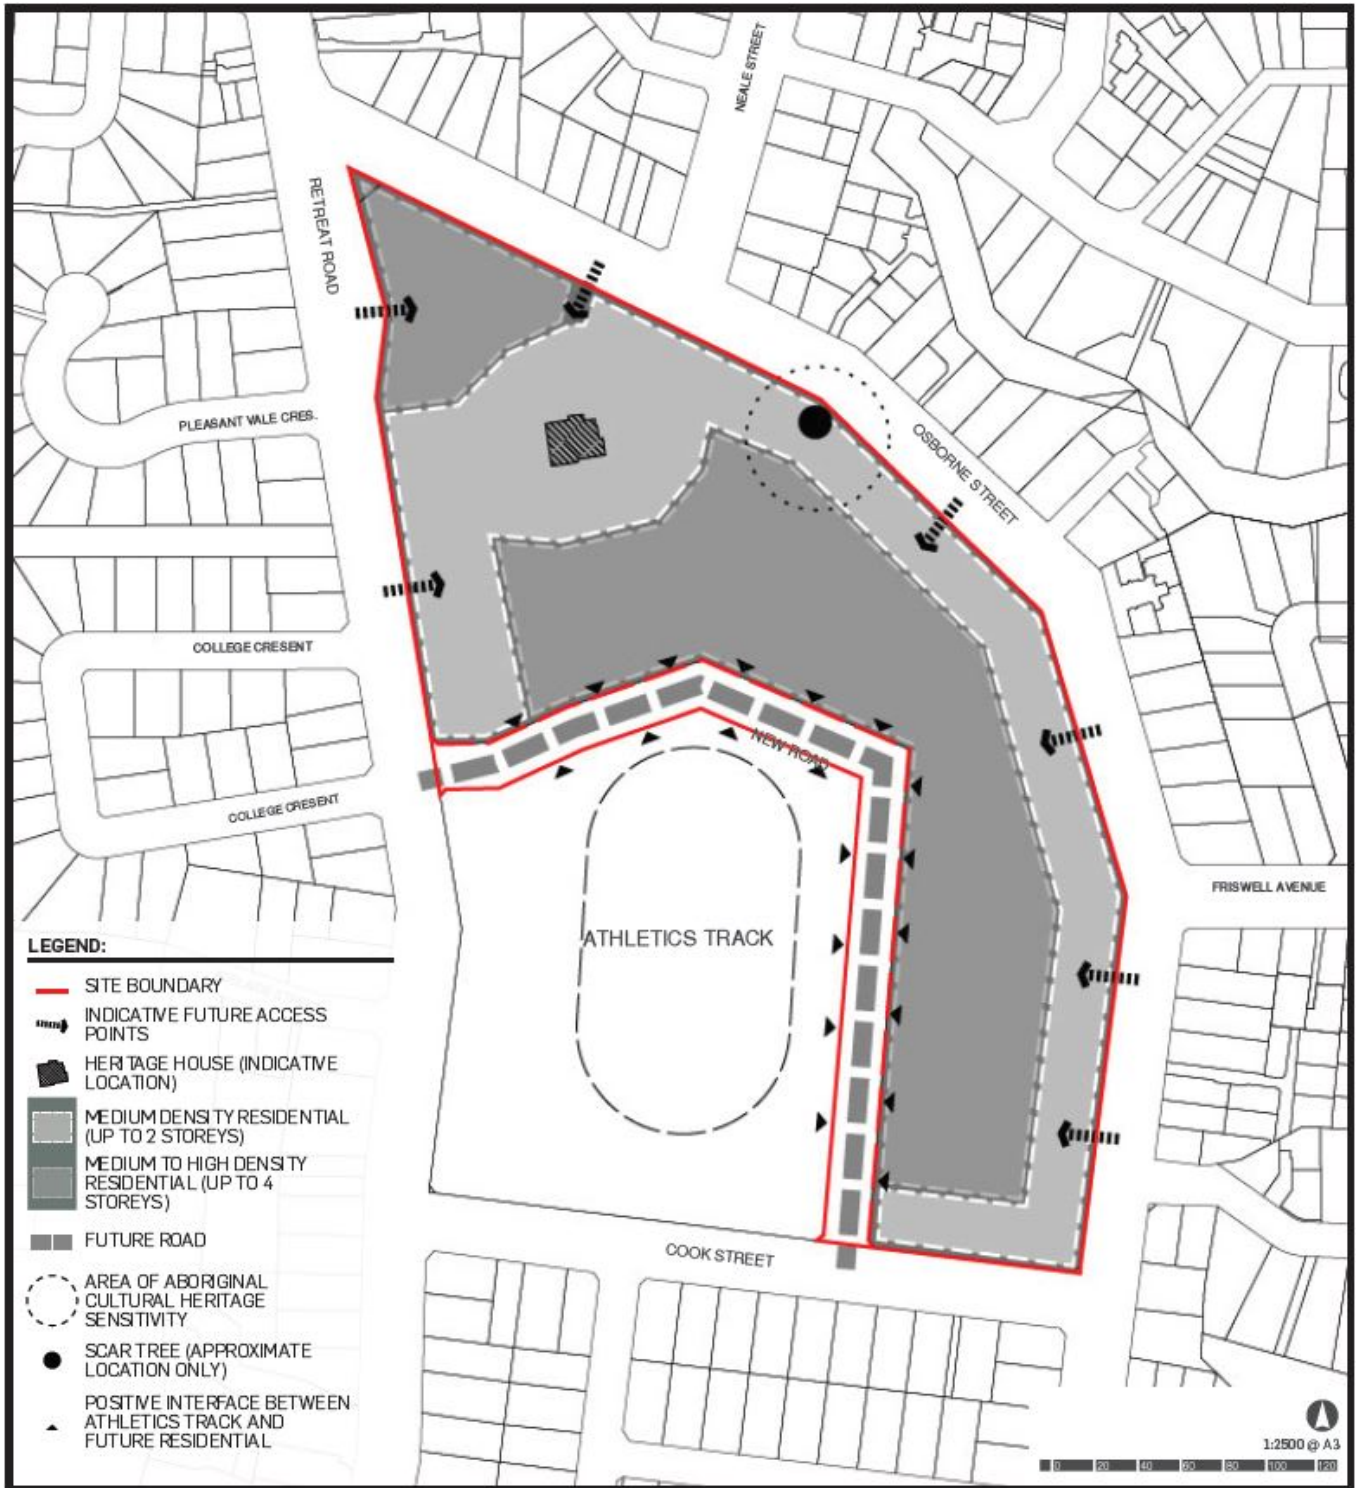 NEALE STREET
RETREAT ROAD
PLEASANT VALE CRES.
OSBORNE STREET
COLLEGE CRESENT
NEW ROAD
COLLEGE CRESENT
FRISWELL AVENUE
ATHLETICS TRACK
COOK STREET
LEGEND:
SITE BOUNDARY
INDICATIVE FUTURE ACCESS
POINTS
HERITAGE HOUSE (INDICATIVE
LOCATION)
MEDIUM DENSITY RESIDENTIAL
(UP TO 2 STOREYS)
MEDIUM TO HIGH DENSITY
RESIDENTIAL (UP TO 4
STOREYS)
FUTURE ROAD
AREA OF ABORIGINAL
CULTURAL HERITAGE
SENSITIVITY
SCAR TREE (APPROXIMATE
LOCATION ONLY)
POSITIVE INTERFACE BETWEEN
ATHLETICS TRACK AND
FUTURE RESIDENTIAL
1:2500 @ A3
0 20 40 60 80 100 120